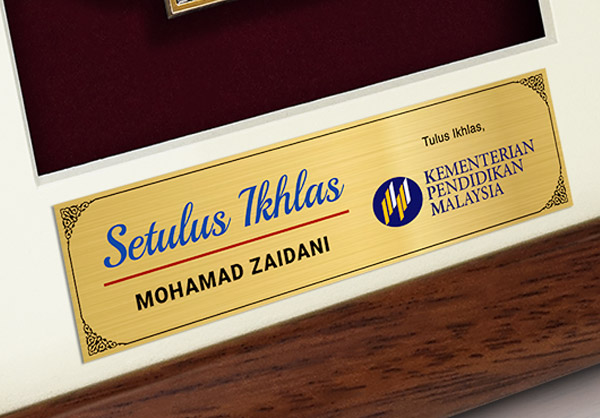 Setulus Ikhlas
MOHAMAD ZAIDANI
Tulus Ikhlas,
KEMENTERIAN
PENDIDIKAN
MALAYSIA